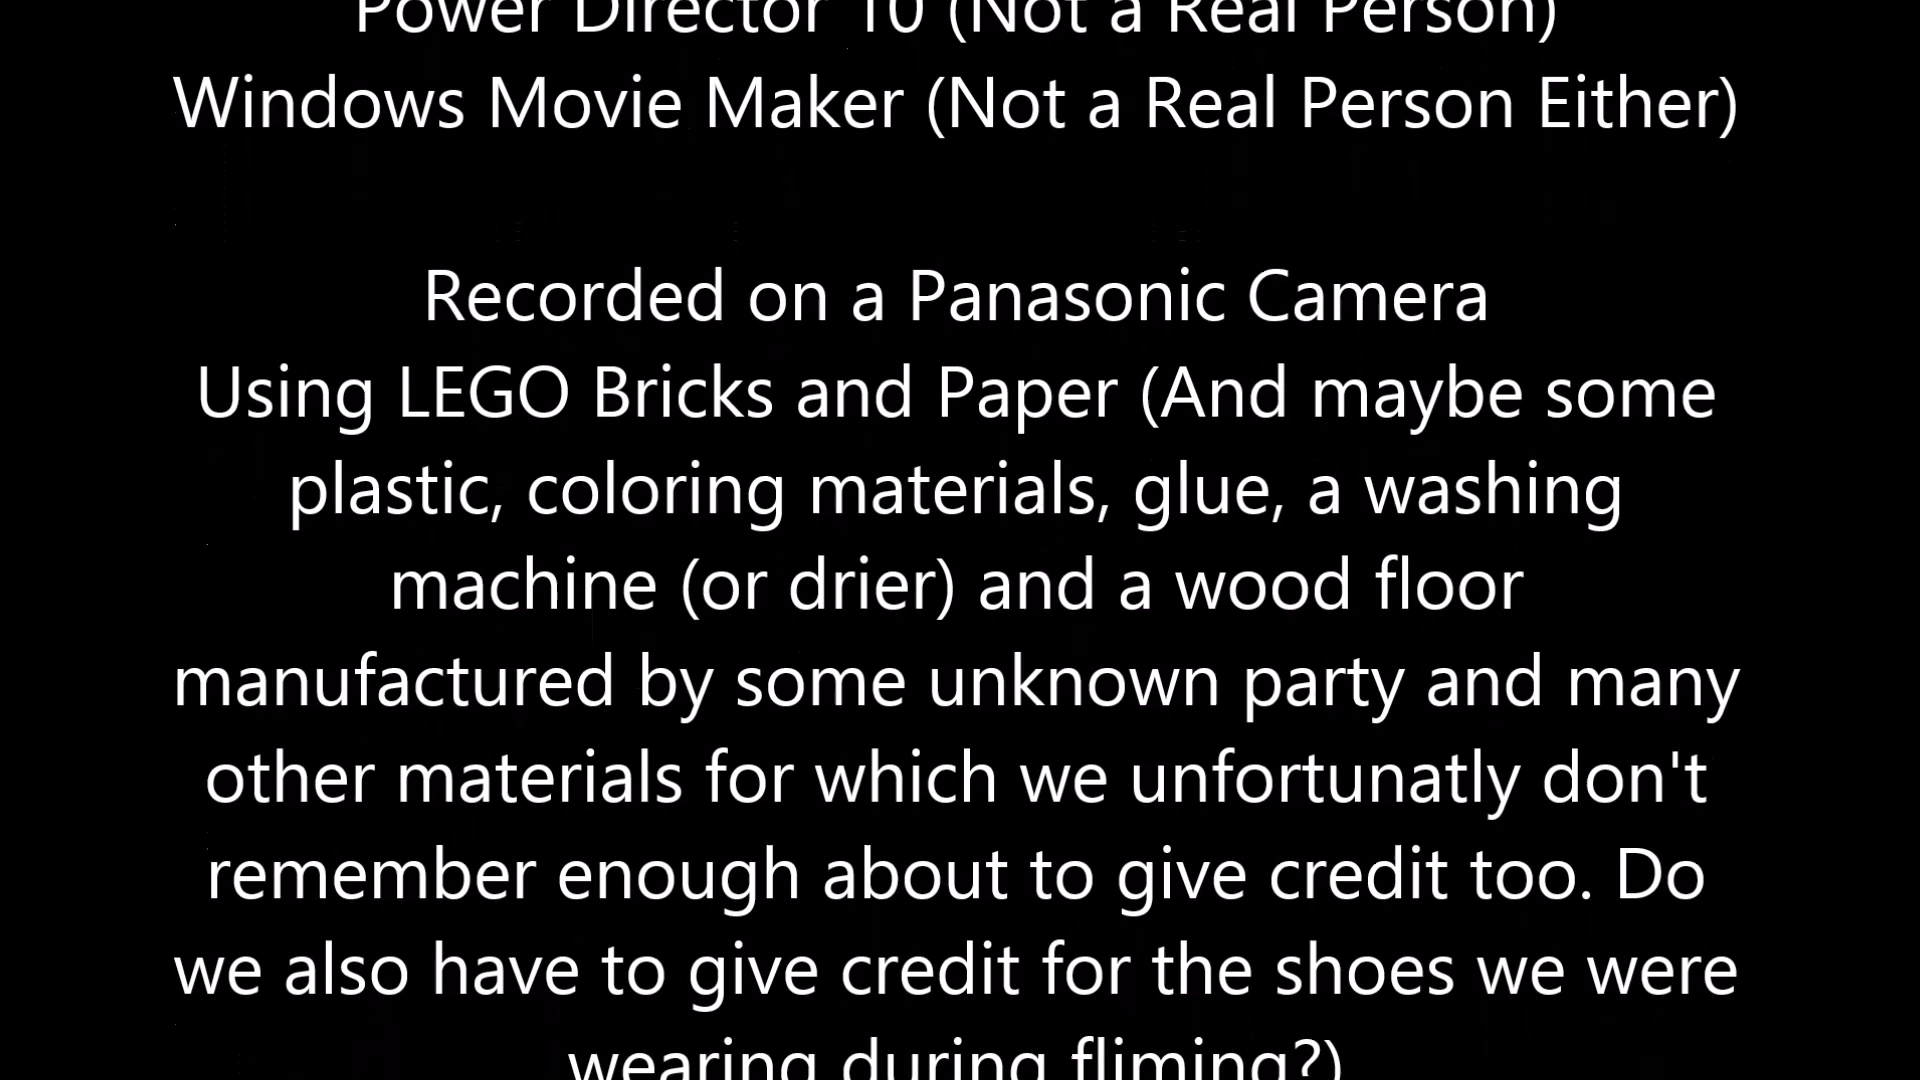 Power Director 10 (Not a Real Person)
Windows Movie Maker (Not a Real Person Either)
Recorded on a Panasonic Camera
Using LEGO Bricks and Paper (And maybe some
plastic, coloring materials, glue, a washing
machine (or drier) and a wood floor
manufactured by some unknown party and many
other materials for which we unfortunatly don't
remember enough about to give credit too. Do
we also have to give credit for the shoes we were
wearing during fliming?)